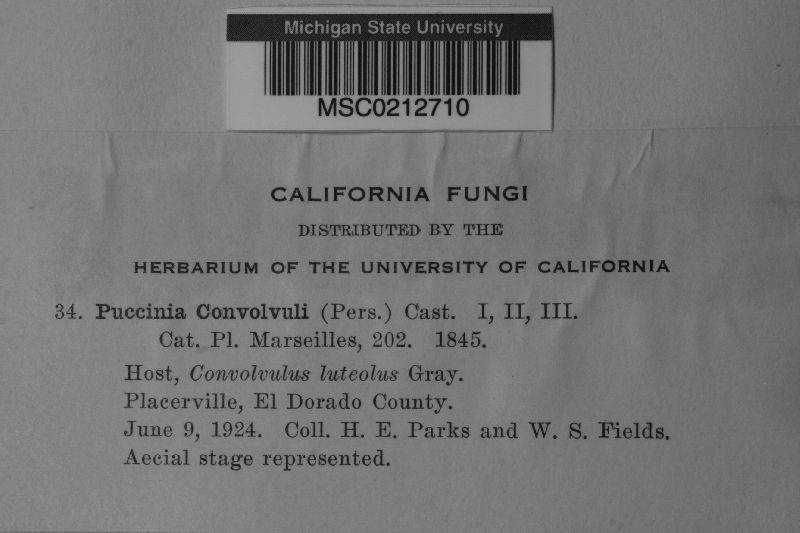 Michigan State University
MSC0212710
CALIFORNIA FUNGI
DISTRIBUTED BY THE
HERBARIUM OF THE UNIVERSITY OF CALIFORNIA
34. Puccinia Convolvuli (Pers.) Cast. I, II, III.
Cat. Pl. Marseilles, 202. 1845.
Host, Convolvulus luteolus Gray.
Placerville, El Dorado County.
June 9, 1924. Coll. H. E. Parks and W. S. Fields.
Aecial stage represented.